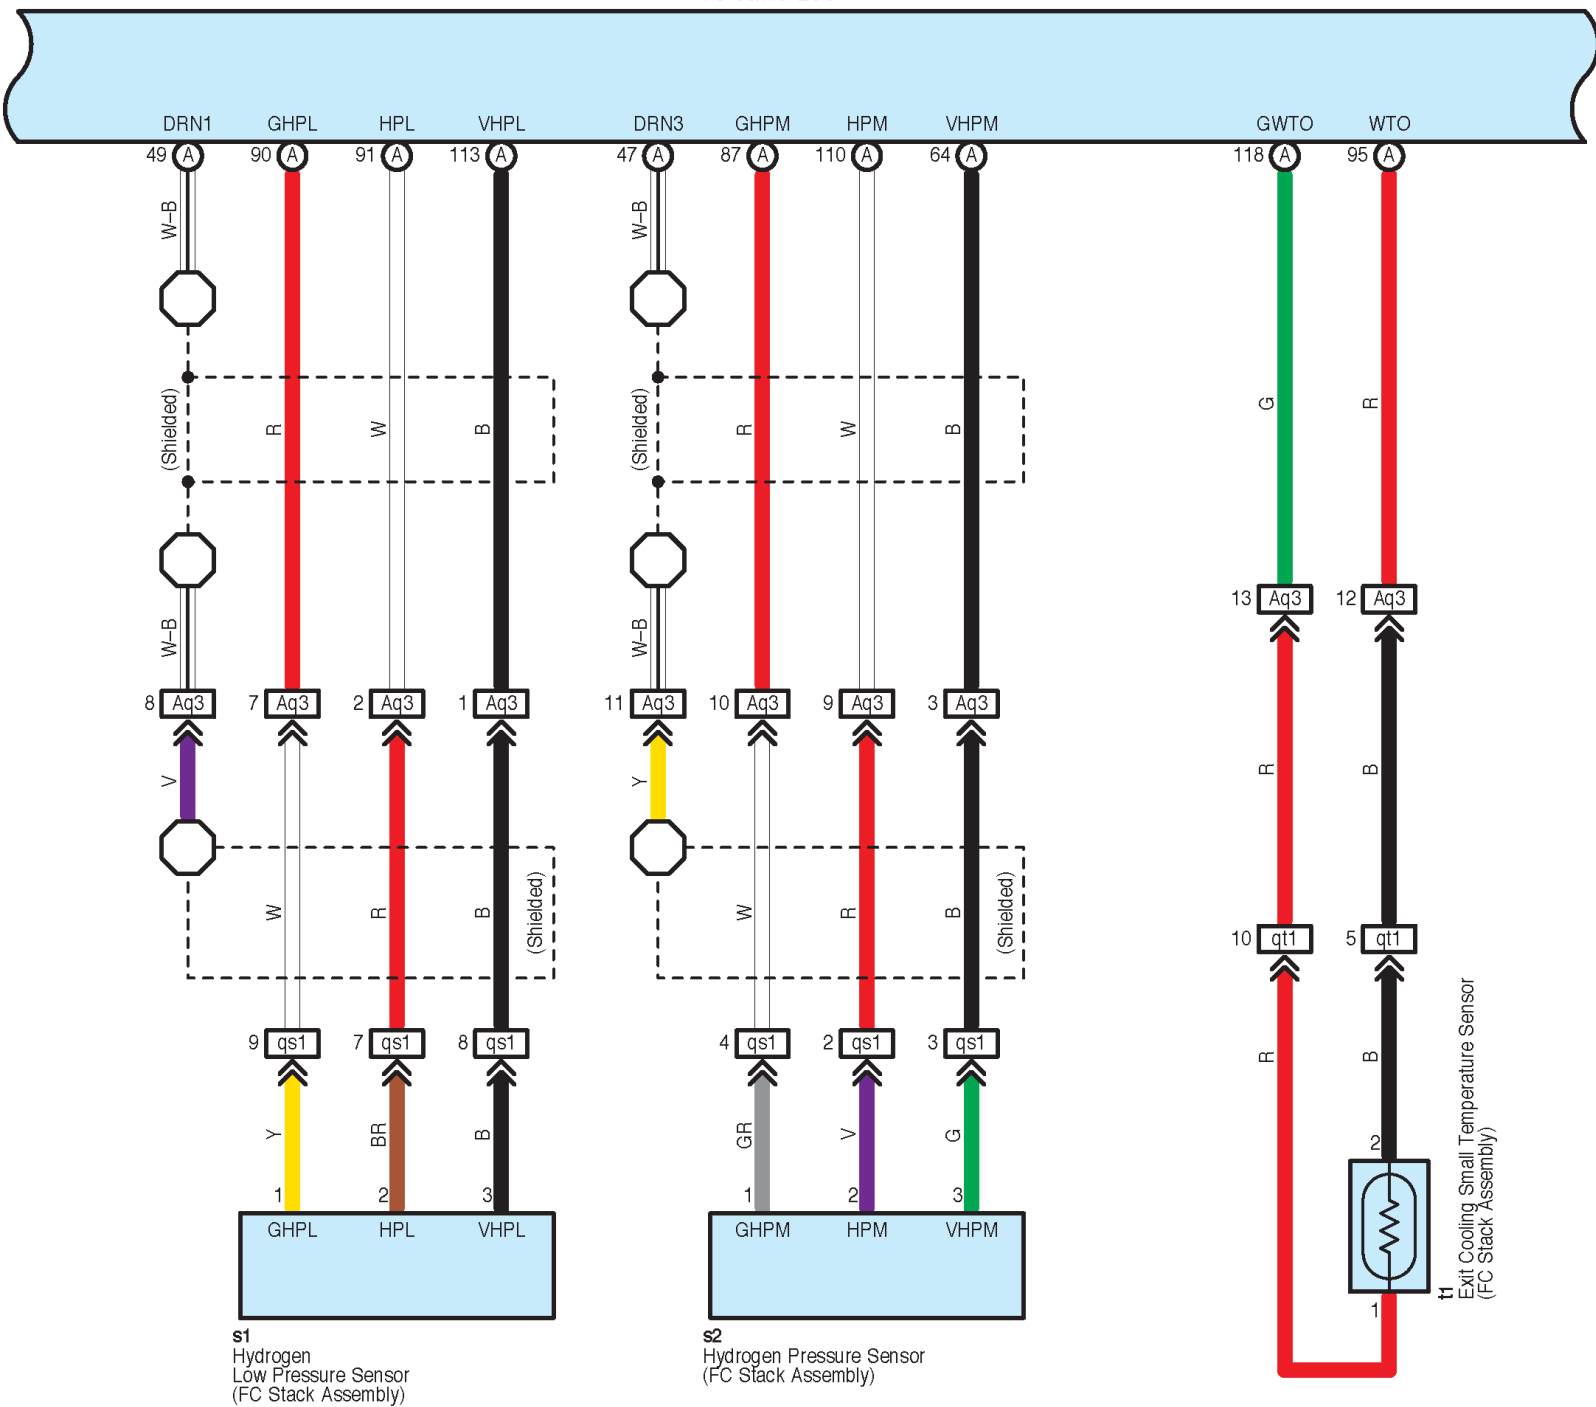 DRN1 GHPL HPL VHPL DRN3 GHPM HPM VHPM GWTO WTO
49 A 90 A 91 A 113 A 47 A 87 A 110 A 64 A 118 A 95 A
W–B W–B
(Shielded) R W B (Shielded) R W B G R
13 Aq3 12 Aq3
W–B W–B
8 Aq3 7 Aq3 2 Aq3 1 Aq3 11 Aq3 10 Aq3 9 Aq3 3 Aq3
V Y R B
W R B (Shielded) W R B (Shielded)
10 qt1 5 qt1
9 qs1 7 qs1 8 qs1 4 qs1 2 qs1 3 qs1
R B
Y BR B GR V G
2
1 2 3 1 2 3
GHPL HPL VHPL GHPM HPM VHPM
1
t1
Exit Cooling Small Temperature Sensor
(FC Stack Assembly)
s1
Hydrogen
Low Pressure Sensor
(FC Stack Assembly)
s2
Hydrogen Pressure Sensor
(FC Stack Assembly)